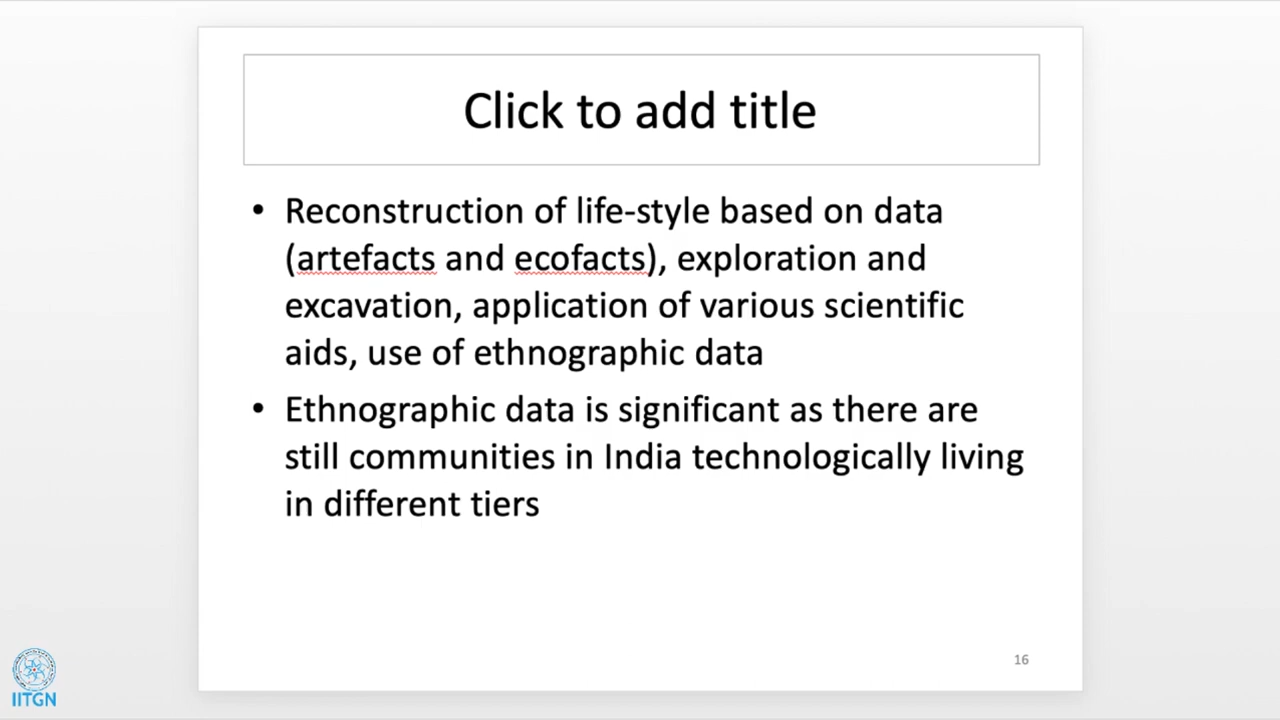 Click to add title
• Reconstruction of life-style based on data
(artefacts and ecofacts), exploration and
excavation, application of various scientific
aids, use of ethnographic data
• Ethnographic data is significant as there are
still communities in India technologically living
in different tiers
16
IITGN